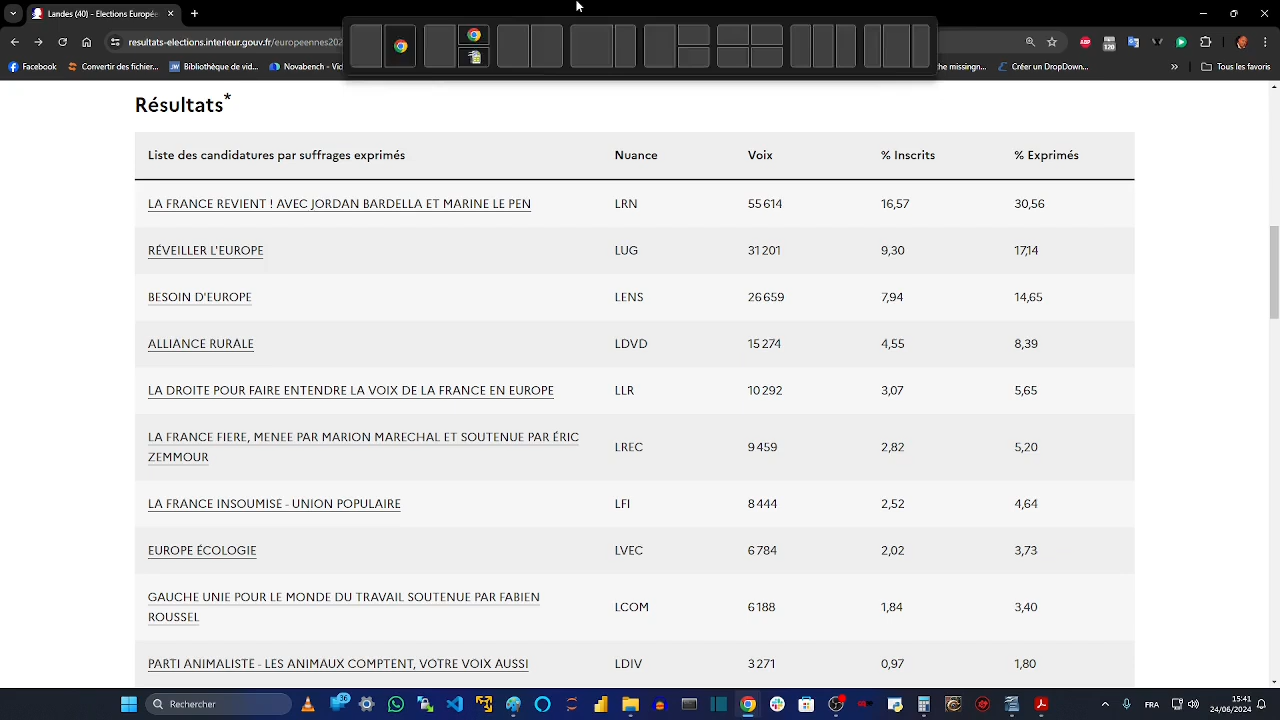 Landes (40) - Elections Europée
resultats-elections.interieur.gouv.fr/europeennes202
120
Facebook
Convertir des fichier...
Bibliothèque de vid...
Novabench - Vic
he missing...
Créer un DropDown...
Tous les favoris
Résultats*
Liste des candidatures par suffrages exprimés Nuance Voix % Inscrits % Exprimés
LA FRANCE REVIENT ! AVEC JORDAN BARDELLA ET MARINE LE PEN LRN 55 614 16,57 30,56
RÉVEILLER L'EUROPE LUG 31 201 9,30 17,14
BESOIN D'EUROPE LENS 26 659 7,94 14,65
ALLIANCE RURALE LDVD 15 274 4,55 8,39
LA DROITE POUR FAIRE ENTENDRE LA VOIX DE LA FRANCE EN EUROPE LLR 10 292 3,07 5,65
LA FRANCE FIERE, MENEE PAR MARION MARECHAL ET SOUTENUE PAR ÉRIC
ZEMMOUR LREC 9 459 2,82 5,20
LA FRANCE INSOUMISE - UNION POPULAIRE LFI 8 444 2,52 4,64
EUROPE ÉCOLOGIE LVEC 6 784 2,02 3,73
GAUCHE UNIE POUR LE MONDE DU TRAVAIL SOUTENUE PAR FABIEN
ROUSSEL LCOM 6 188 1,84 3,40
PARTI ANIMALISTE - LES ANIMAUX COMPTENT, VOTRE VOIX AUSSI LDIV 3 271 0,97 1,80
Rechercher
36
FRA
15:41
24/06/2024